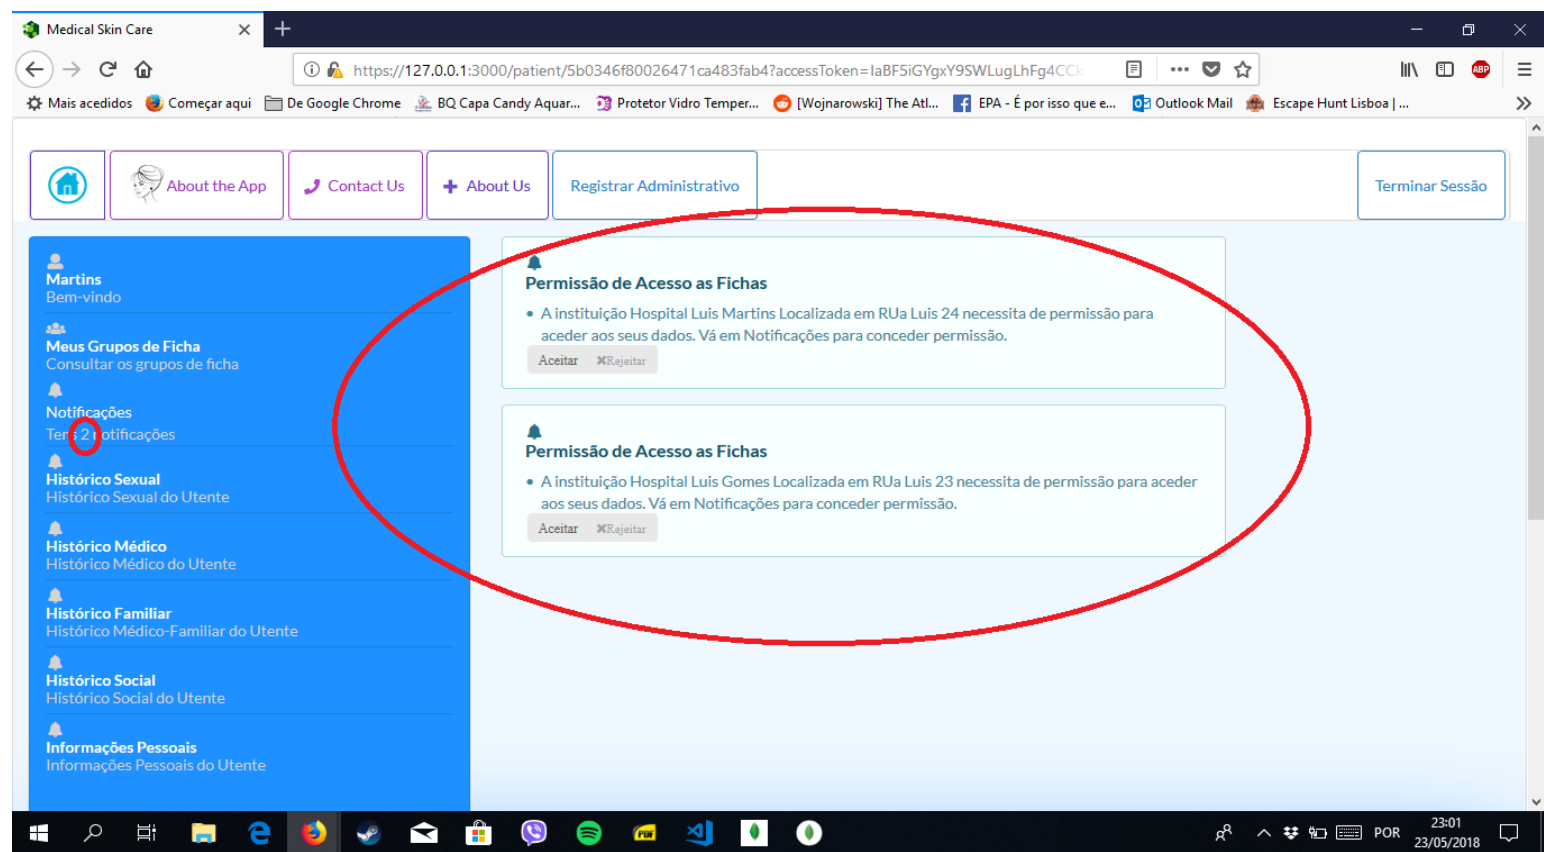 Medical Skin Care
https://127.0.0.1:3000/patient/5b0346f80026471ca483fab4?accessToken=IaBF5iGYgxY9SWLugLhFg4CCk
ABP
Mais acedidos Começar aqui De Google Chrome BQ Capa Candy Aquar... Protetor Vidro Temper... [Wojnarowski] The Atl... EPA - É por isso que e... Outlook Mail Escape Hunt Lisboa | ...
About the App Contact Us About Us Registrar Administrativo Terminar Sessão
Martins
Bem-vindo
Meus Grupos de Ficha
Consultar os grupos de ficha
Notificações
Tens 2 notificações
Histórico Sexual
Histórico Sexual do Utente
Histórico Médico
Histórico Médico do Utente
Histórico Familiar
Histórico Médico-Familiar do Utente
Histórico Social
Histórico Social do Utente
Informações Pessoais
Informações Pessoais do Utente
Permissão de Acesso as Fichas
A instituição Hospital Luis Martins Localizada em RUa Luis 24 necessita de permissão para
aceder aos seus dados. Vá em Notificações para conceder permissão.
Aceitar Rejeitar
Permissão de Acesso as Fichas
A instituição Hospital Luis Gomes Localizada em RUa Luis 23 necessita de permissão para aceder
aos seus dados. Vá em Notificações para conceder permissão.
Aceitar Rejeitar
PDF
POR
23:01
23/05/2018